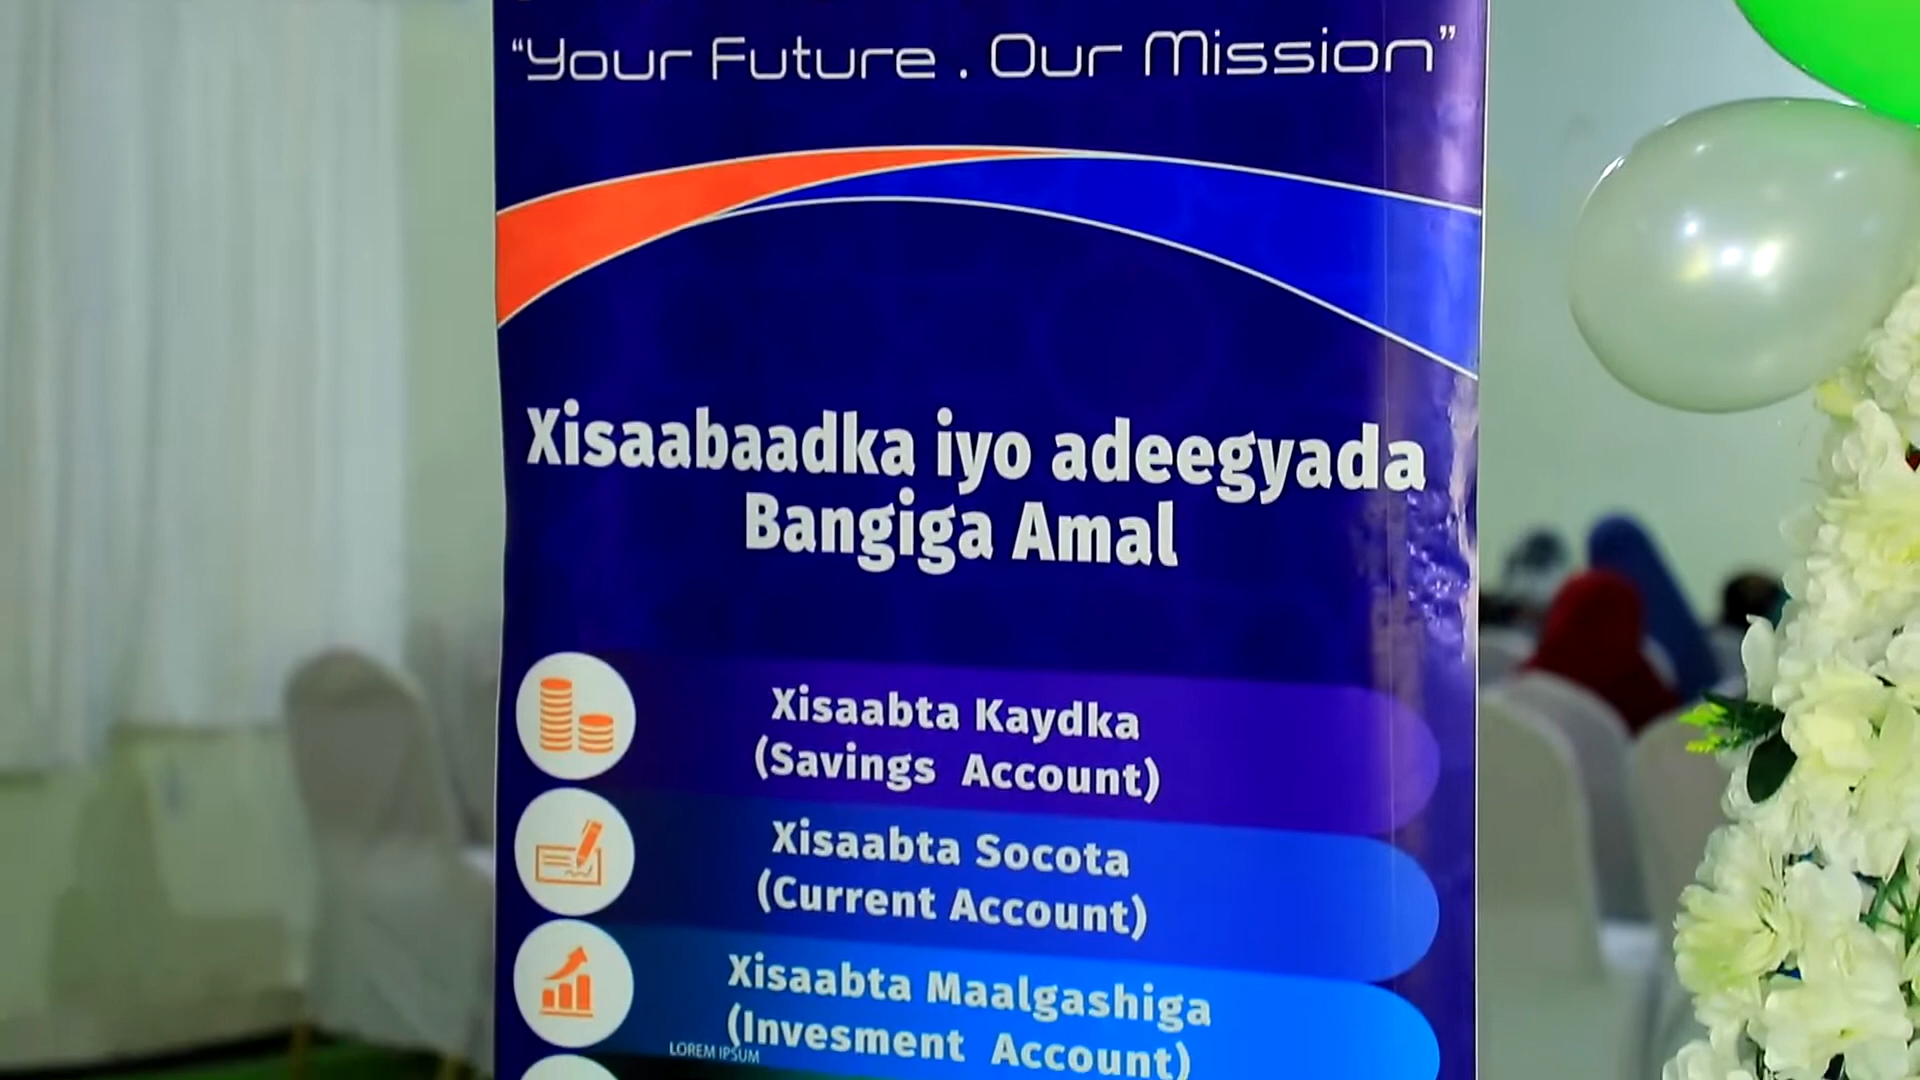 “Your Future . Our Mission”
Xisaabaadka iyo adeegyada
Bangiga Amal
Xisaabta Kaydka
(Savings Account)
Xisaabta Socota
(Current Account)
Xisaabta Maalgashiga
(Invesment Account)
LOREM IPSUM